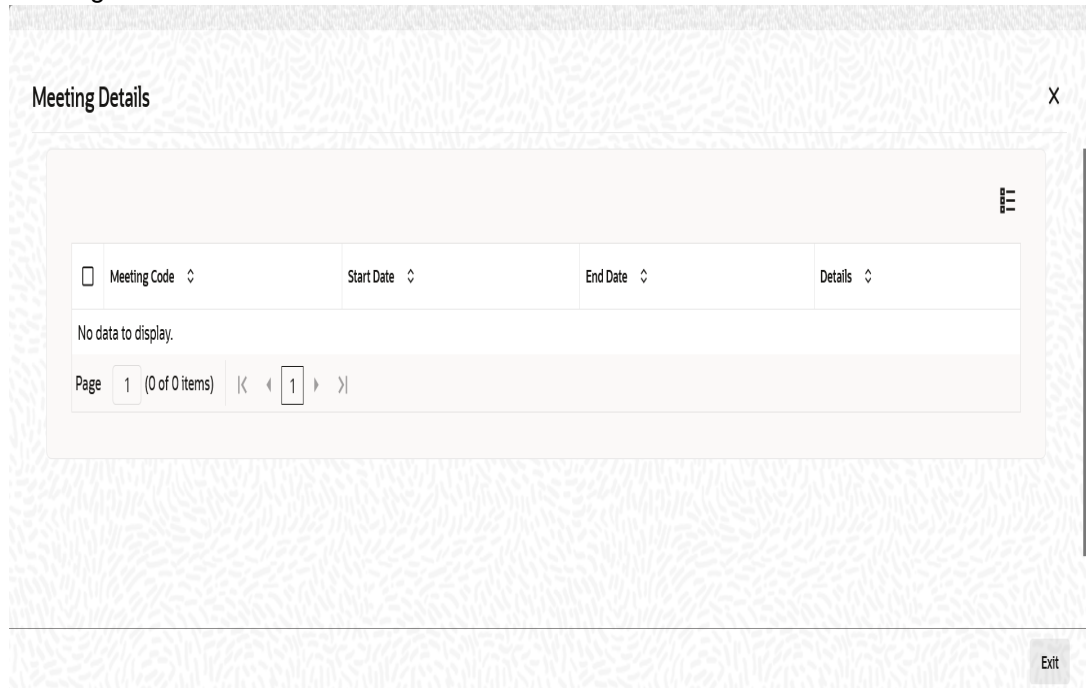 Meeting Details X
Meeting Code Start Date End Date Details
No data to display.
Page 1 (0 of 0 items) 1
Exit